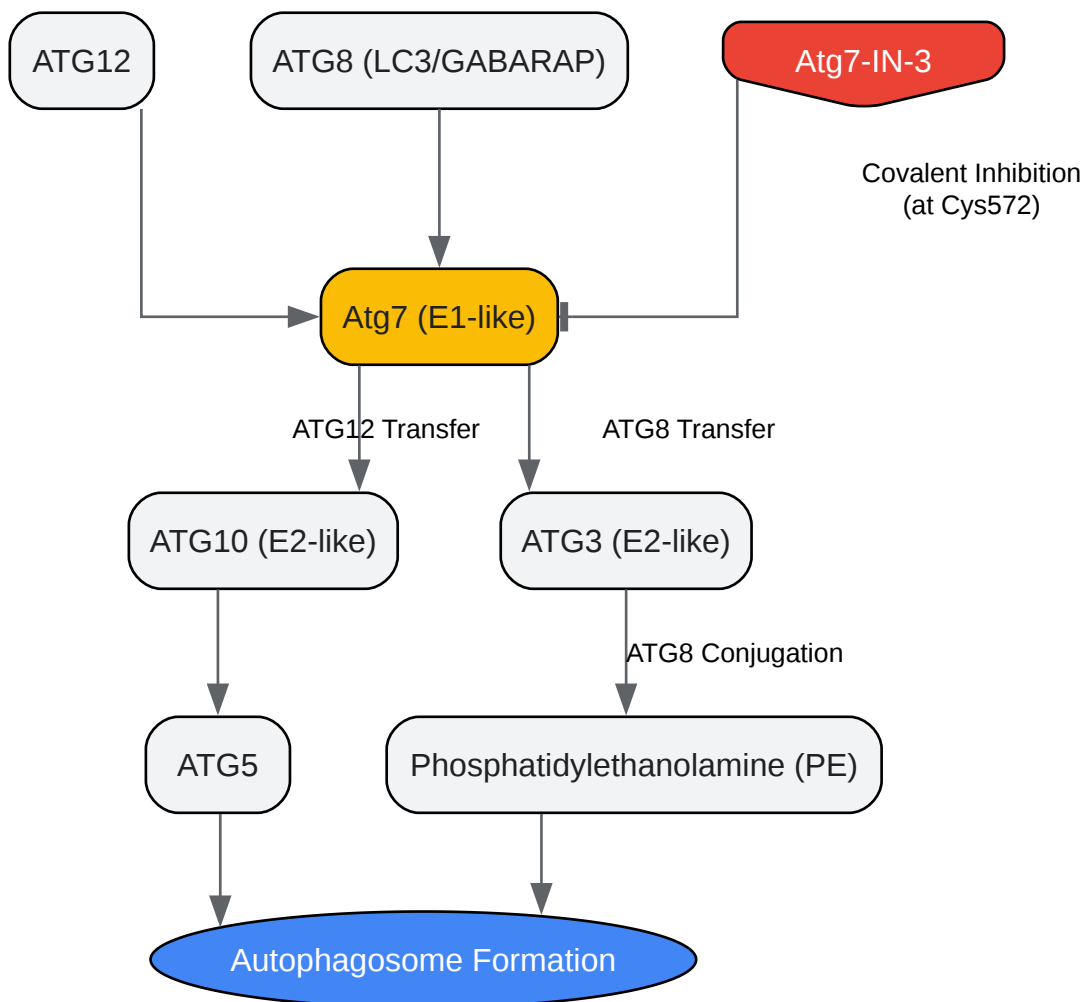 ATG12
ATG8 (LC3/GABARAP)
Atg7-IN-3
Covalent Inhibition
(at Cys572)
Atg7 (E1-like)
ATG12 Transfer
ATG8 Transfer
ATG10 (E2-like)
ATG3 (E2-like)
ATG8 Conjugation
ATG5
Phosphatidylethanolamine (PE)
Autophagosome Formation